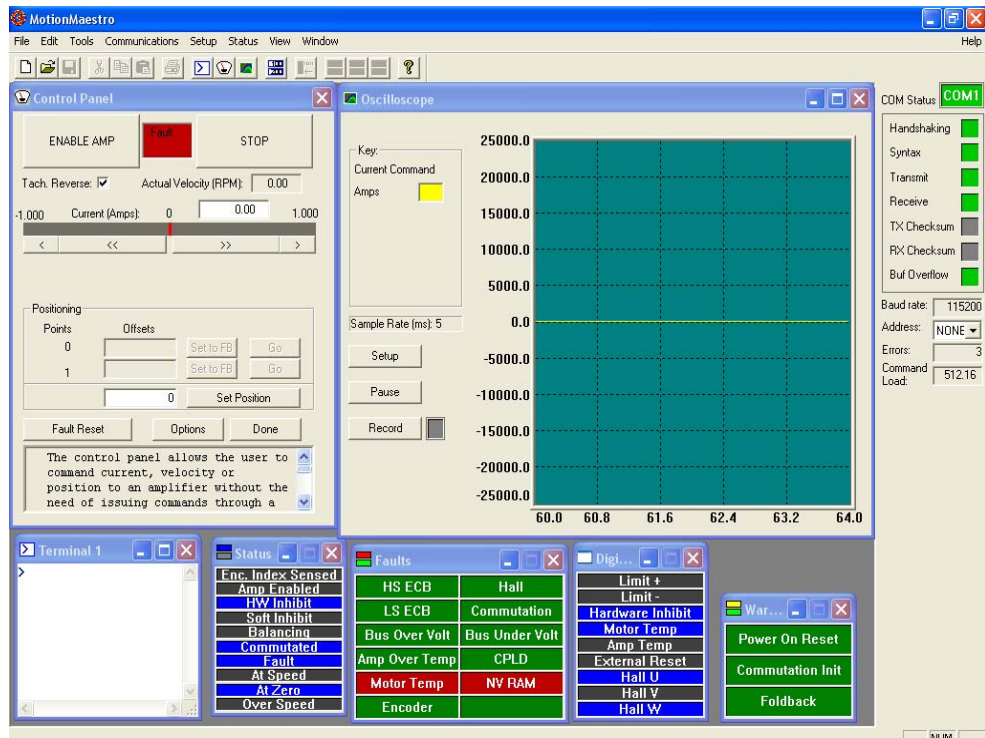 MotionMaestro
File Edit Tools Communications Setup Status View Window Help
Control Panel
ENABLE AMP
Fault
STOP
Tach. Reverse:
Actual Velocity (RPM): 0.00
-1.000 Current (Amps): 0 0.00 1.000
< << >> >
Positioning
Points Offsets
0 Set to FB Go
1 Set to FB Go
0 Set Position
Fault Reset Options Done
The control panel allows the user to
command current, velocity or
position to an amplifier without the
need of issuing commands through a
Oscilloscope
Key:
Current Command
Amps
Sample Rate (ms): 5
Setup
Pause
Record
25000.0
20000.0
15000.0
10000.0
5000.0
0.0
-5000.0
-10000.0
-15000.0
-20000.0
-25000.0
60.0 60.8 61.6 62.4 63.2 64.0
COM Status COM1
Handshaking
Syntax
Transmit
Receive
TX Checksum
RX Checksum
Buf Overflow
Baud rate: 115200
Address: NONE
Errors: 3
Command
Load: 512.16
Terminal 1
>
Status
Enc. Index Sensed
Amp Enabled
HW Inhibit
Soft Inhibit
Balancing
Commutated
Fault
At Speed
At Zero
Over Speed
Faults
HS ECB Hall
LS ECB Commutation
Bus Over Volt Bus Under Volt
Amp Over Temp CPLD
Motor Temp NV RAM
Encoder
Digi...
Limit +
Limit -
Hardware Inhibit
Motor Temp
Amp Temp
External Reset
Hall U
Hall V
Hall W
War...
Power On Reset
Commutation Init
Foldback
NUM